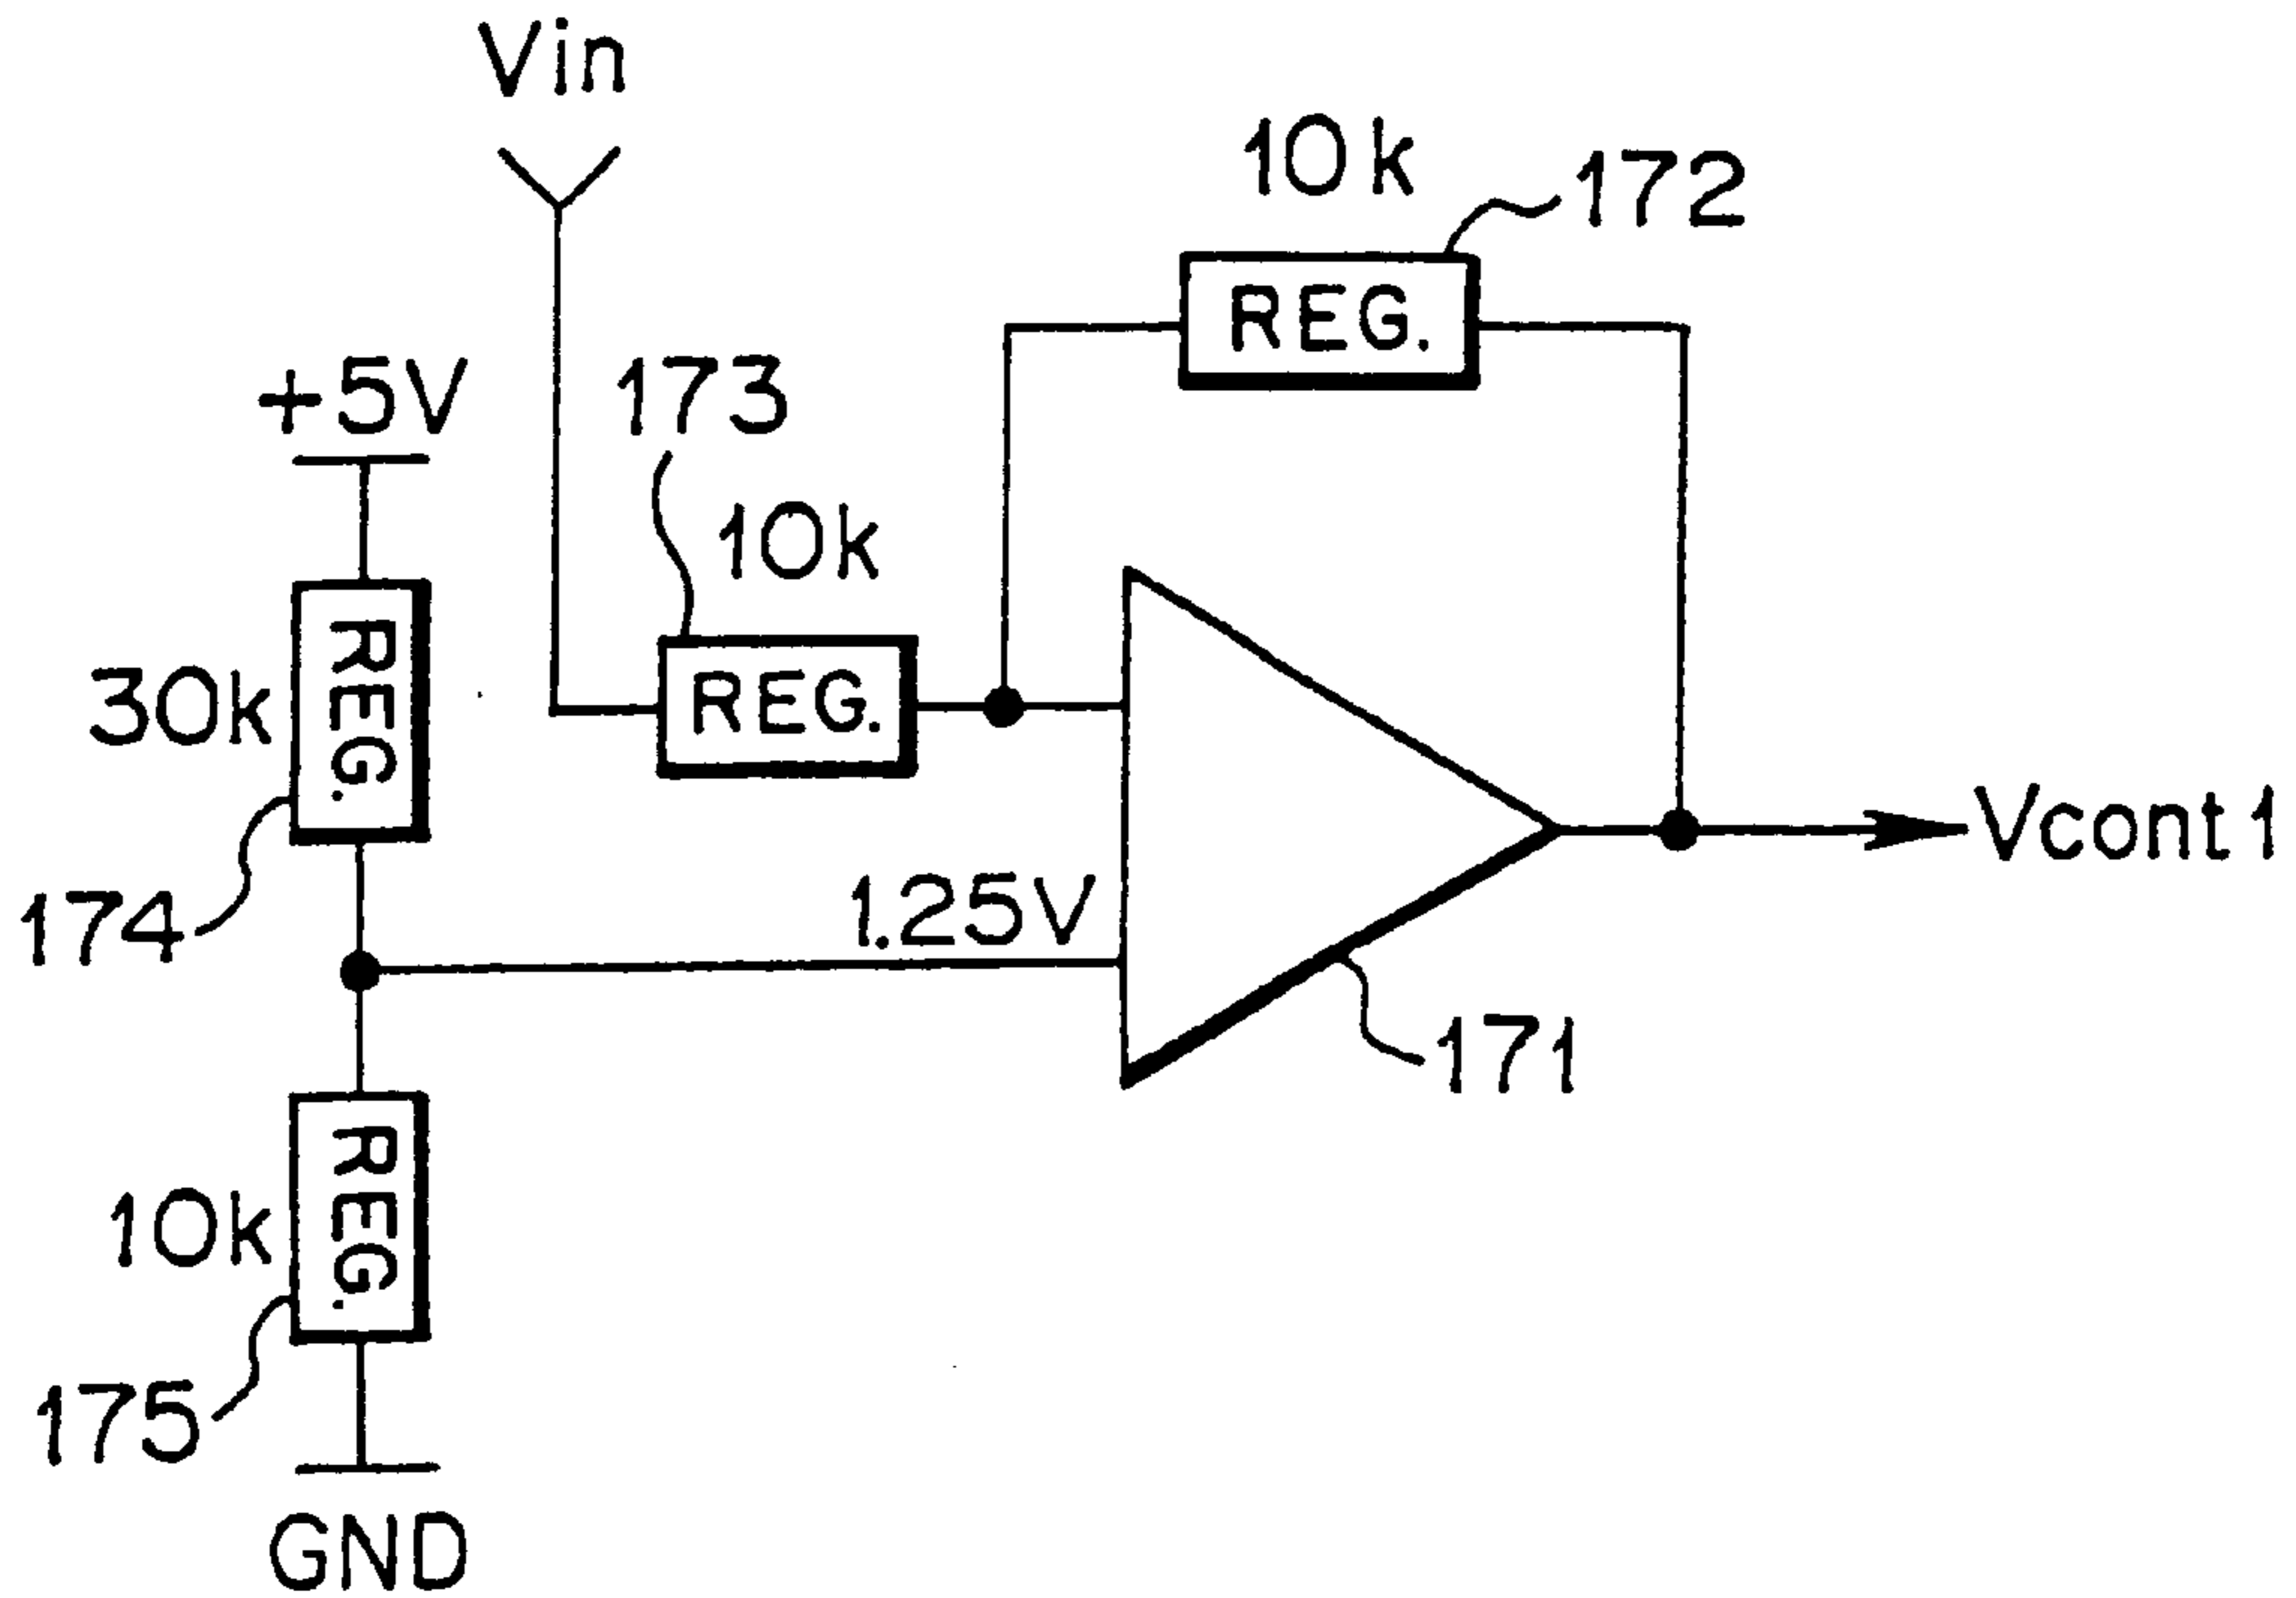 Vin
10k
172
REG.
+5V
173
10k
REG.
30k
REG.
174
1.25V
Vcont1
171
10k
REG.
175
GND